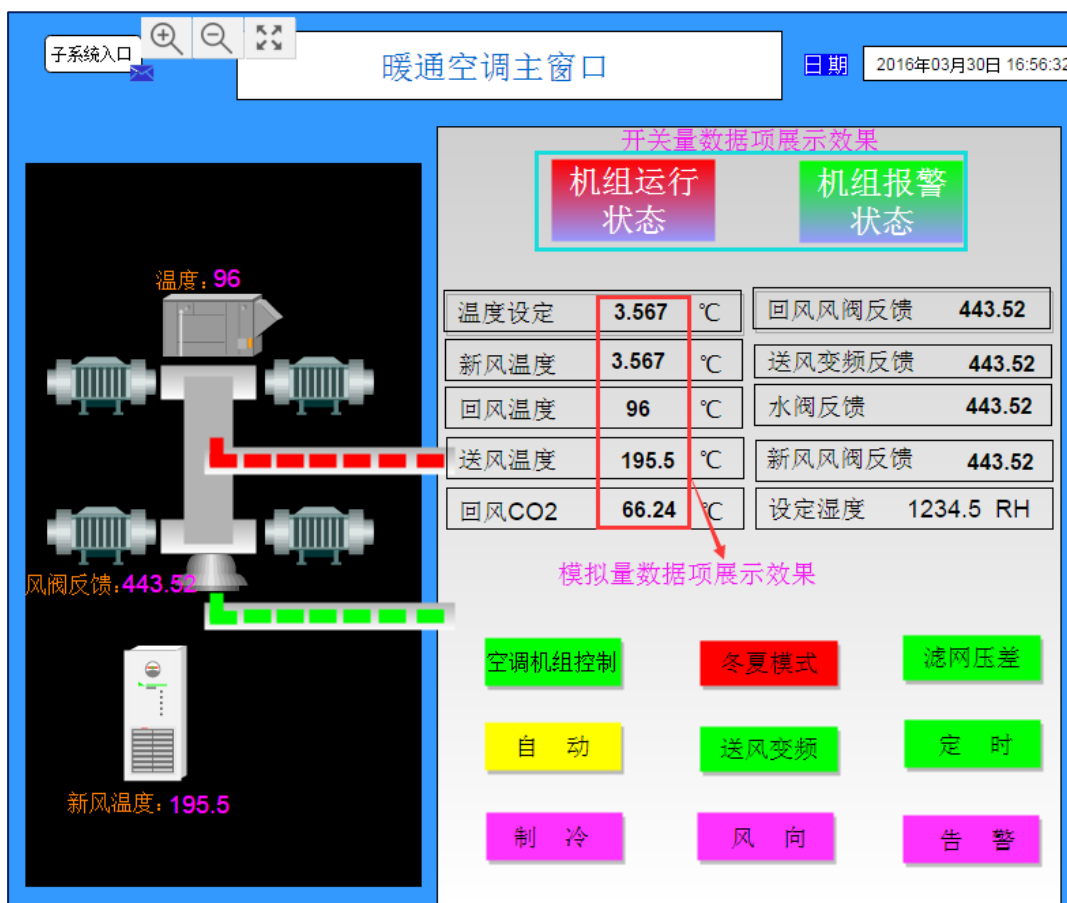 子系统入口
暖通空调主窗口
日期
2016年03月30日 16:56:32
开关量数据项展示效果
机组运行
状态
机组报警
状态
温度：96
风阀反馈：443.52
新风温度：195.5
温度设定 3.567 ℃
新风温度 3.567 ℃
回风温度 96 ℃
送风温度 195.5 ℃
回风CO2 66.24 ℃
回风风阀反馈 443.52
送风变频反馈 443.52
水阀反馈 443.52
新风风阀反馈 443.52
设定湿度 1234.5 RH
模拟量数据项展示效果
空调机组控制
冬夏模式
滤网压差
自 动
送风变频
定 时
制 冷
风 向
告 警